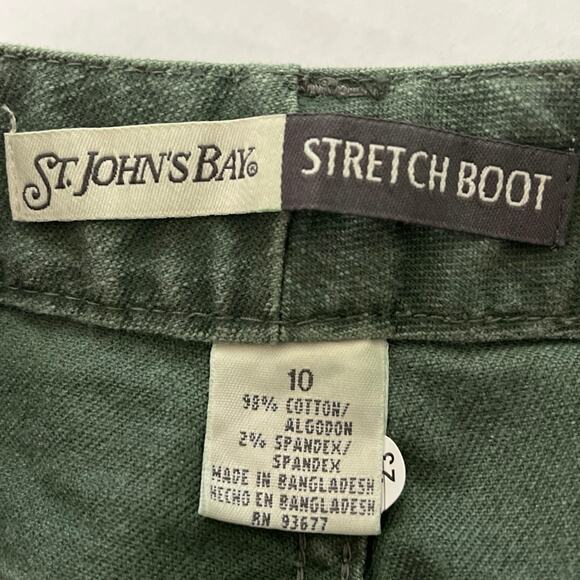 ST. JOHN'S BAY®
STRETCH BOOT
10
98% COTTON/
ALGODON
2% SPANDEX/
SPANDEX
MADE IN BANGLADESH
HECHO EN BANGLADESH
RN 93677